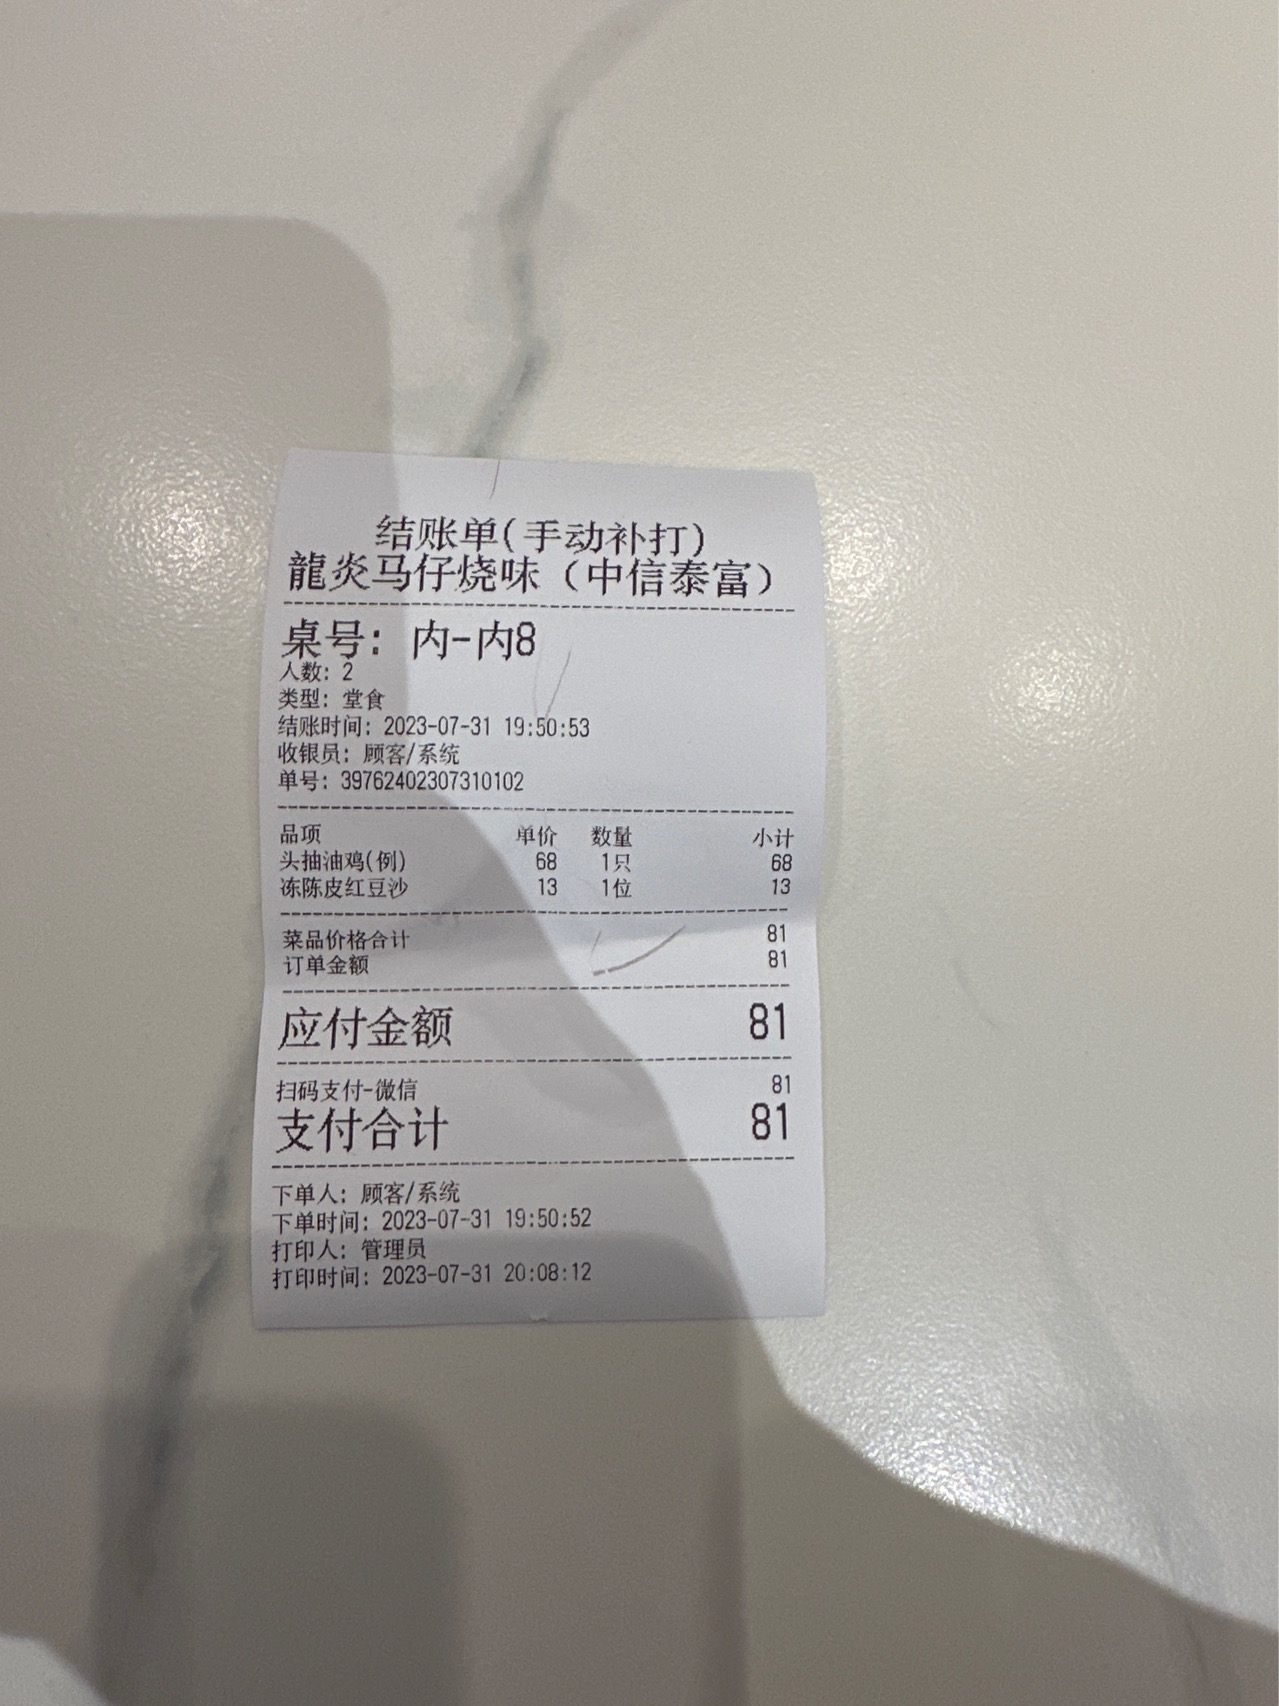 结账单(手动补打)
龍炎马仔烧味（中信泰富）
桌号: 内-内8
人数: 2
类型: 堂食
结账时间: 2023-07-31 19:50:53
收银员: 顾客/系统
单号: 39762402307310102
品项 单价 数量 小计
头抽油鸡(例) 68 1只 68
冻陈皮红豆沙 13 1位 13
菜品价格合计 81
订单金额 81
应付金额 81
扫码支付-微信 81
支付合计 81
下单人: 顾客/系统
下单时间: 2023-07-31 19:50:52
打印人: 管理员
打印时间: 2023-07-31 20:08:12